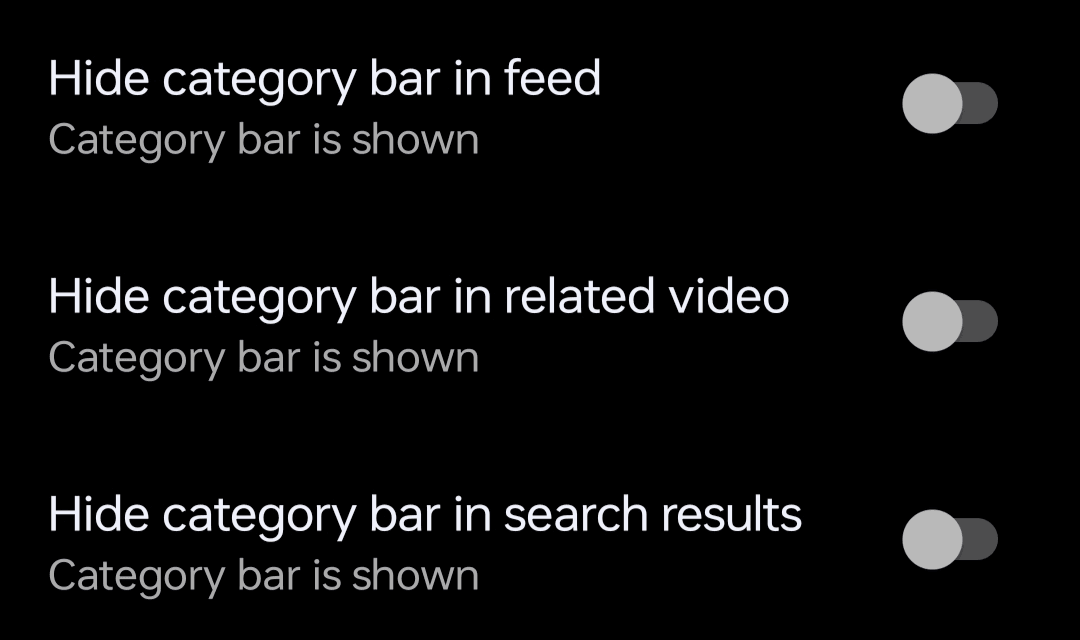 Hide category bar in feed
Category bar is shown
Hide category bar in related video
Category bar is shown
Hide category bar in search results
Category bar is shown